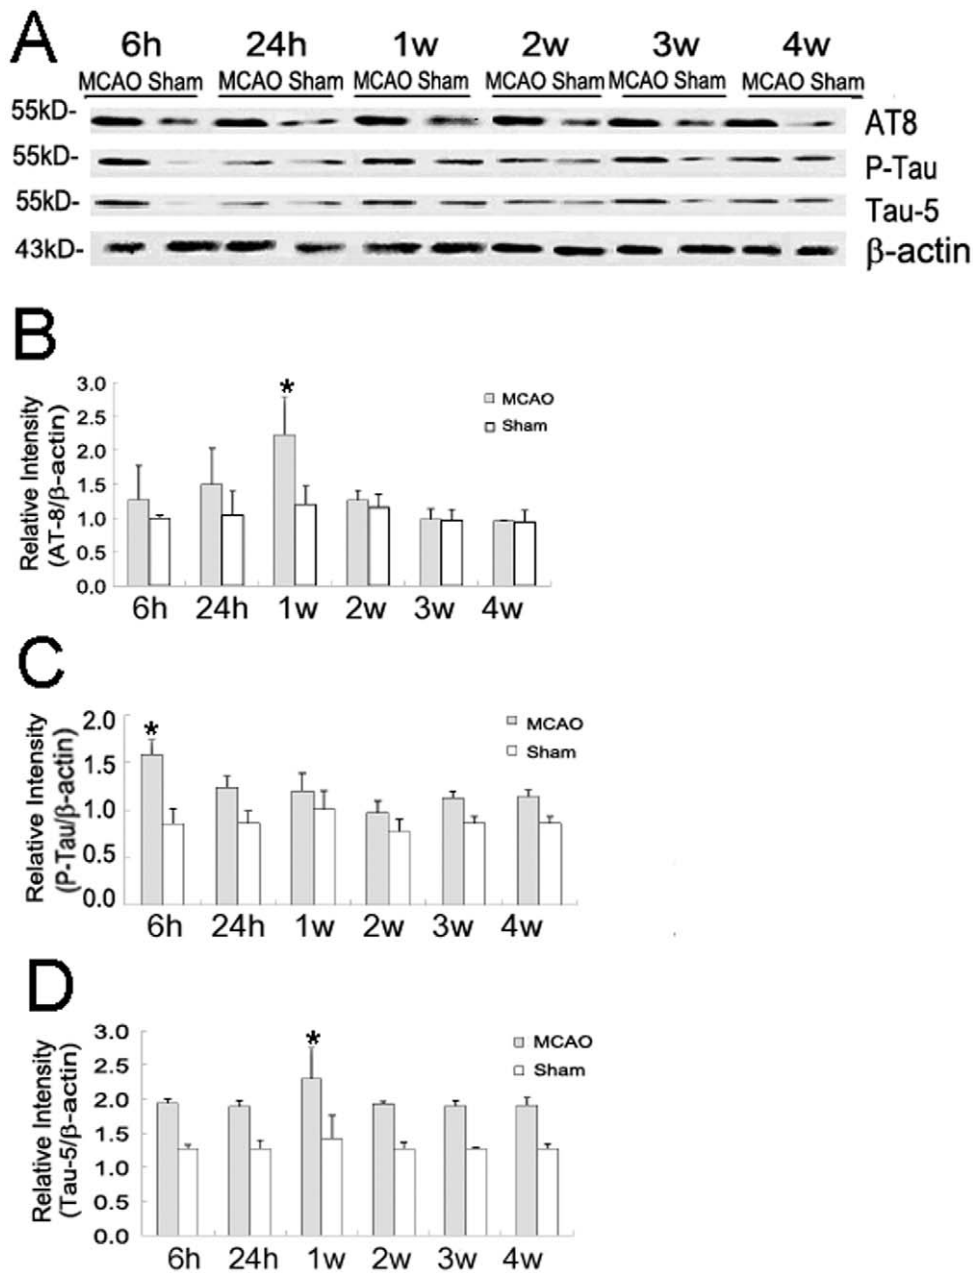 A
6h 24h 1w 2w 3w 4w
MCAO Sham MCAO Sham MCAO Sham MCAO Sham MCAO Sham MCAO Sham
55kD- AT8
55kD- P-Tau
55kD- Tau-5
43kD- β-actin
B
Relative Intensity
(AT-8/β-actin)
3.0
2.5
2.0
1.5
1.0
0.5
0.0
*
MCAO
Sham
6h 24h 1w 2w 3w 4w
C
Relative Intensity
(P-Tau/β-actin)
2.0
1.5
1.0
0.5
0.0
*
MCAO
Sham
6h 24h 1w 2w 3w 4w
D
Relative Intensity
(Tau-5/β-actin)
3.0
2.5
2.0
1.5
1.0
0.5
0.0
*
MCAO
Sham
6h 24h 1w 2w 3w 4w